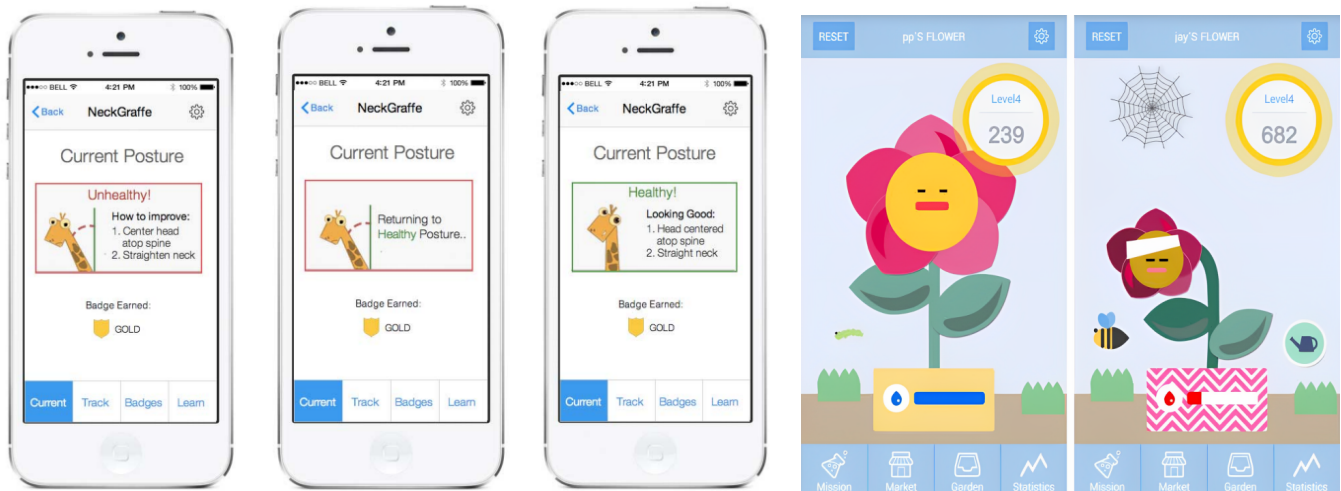 BELL 4:21 PM 100%
Back NeckGraffe
Current Posture
Unhealthy!
How to improve:
1. Center head
atop spine
2. Straighten neck
Badge Earned:
GOLD
Current Track Badges Learn
BELL 4:21 PM 100%
Back NeckGraffe
Current Posture
Returning to
Healthy Posture..
Badge Earned:
GOLD
Current Track Badges Learn
BELL 4:21 PM 100%
Back NeckGraffe
Current Posture
Healthy!
Looking Good:
1. Head centered
atop spine
2. Straight neck
Badge Earned:
GOLD
Current Track Badges Learn
RESET pp'S FLOWER
Level4
239
Mission Market Garden Statistics
RESET jay'S FLOWER
Level4
682
Mission Market Garden Statistics